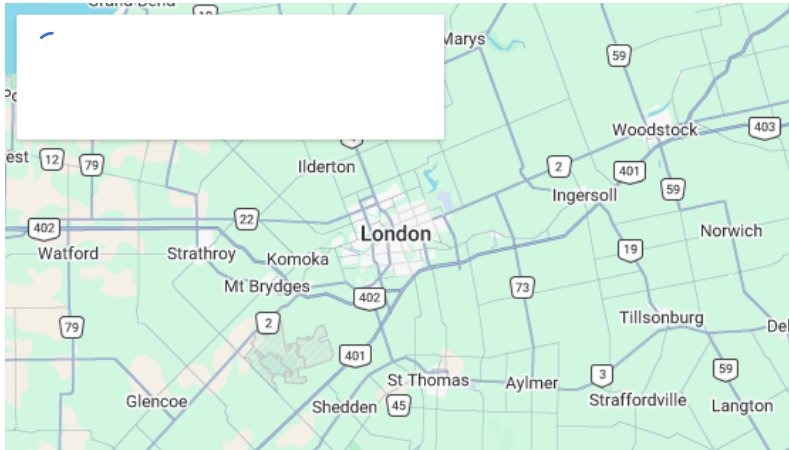 Grand Bend
Marys
59
Woodstock
403
est
12
79
Ilderton
2
401
Ingersoll
59
402
22
London
Norwich
Watford
Strathroy
Komoka
19
Mt Brydges
402
73
79
2
Tillsonburg
De
401
St Thomas
Aylmer
3
59
Glencoe
Shedden
45
Straffordville
Langton